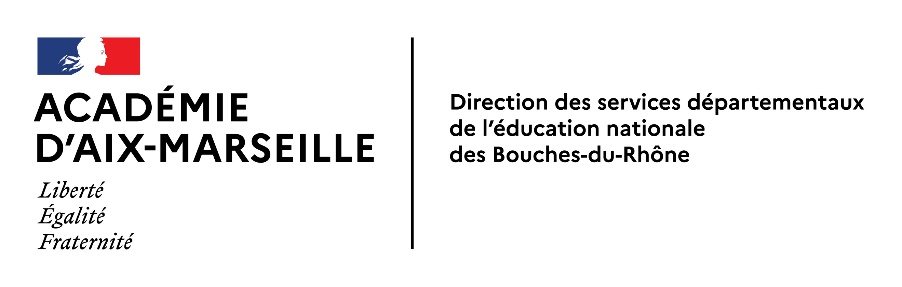 ACADÉMIE
D'AIX-MARSEILLE
Liberté
Égalité
Fraternité
Direction des services départementaux
de l'éducation nationale
des Bouches-du-Rhône